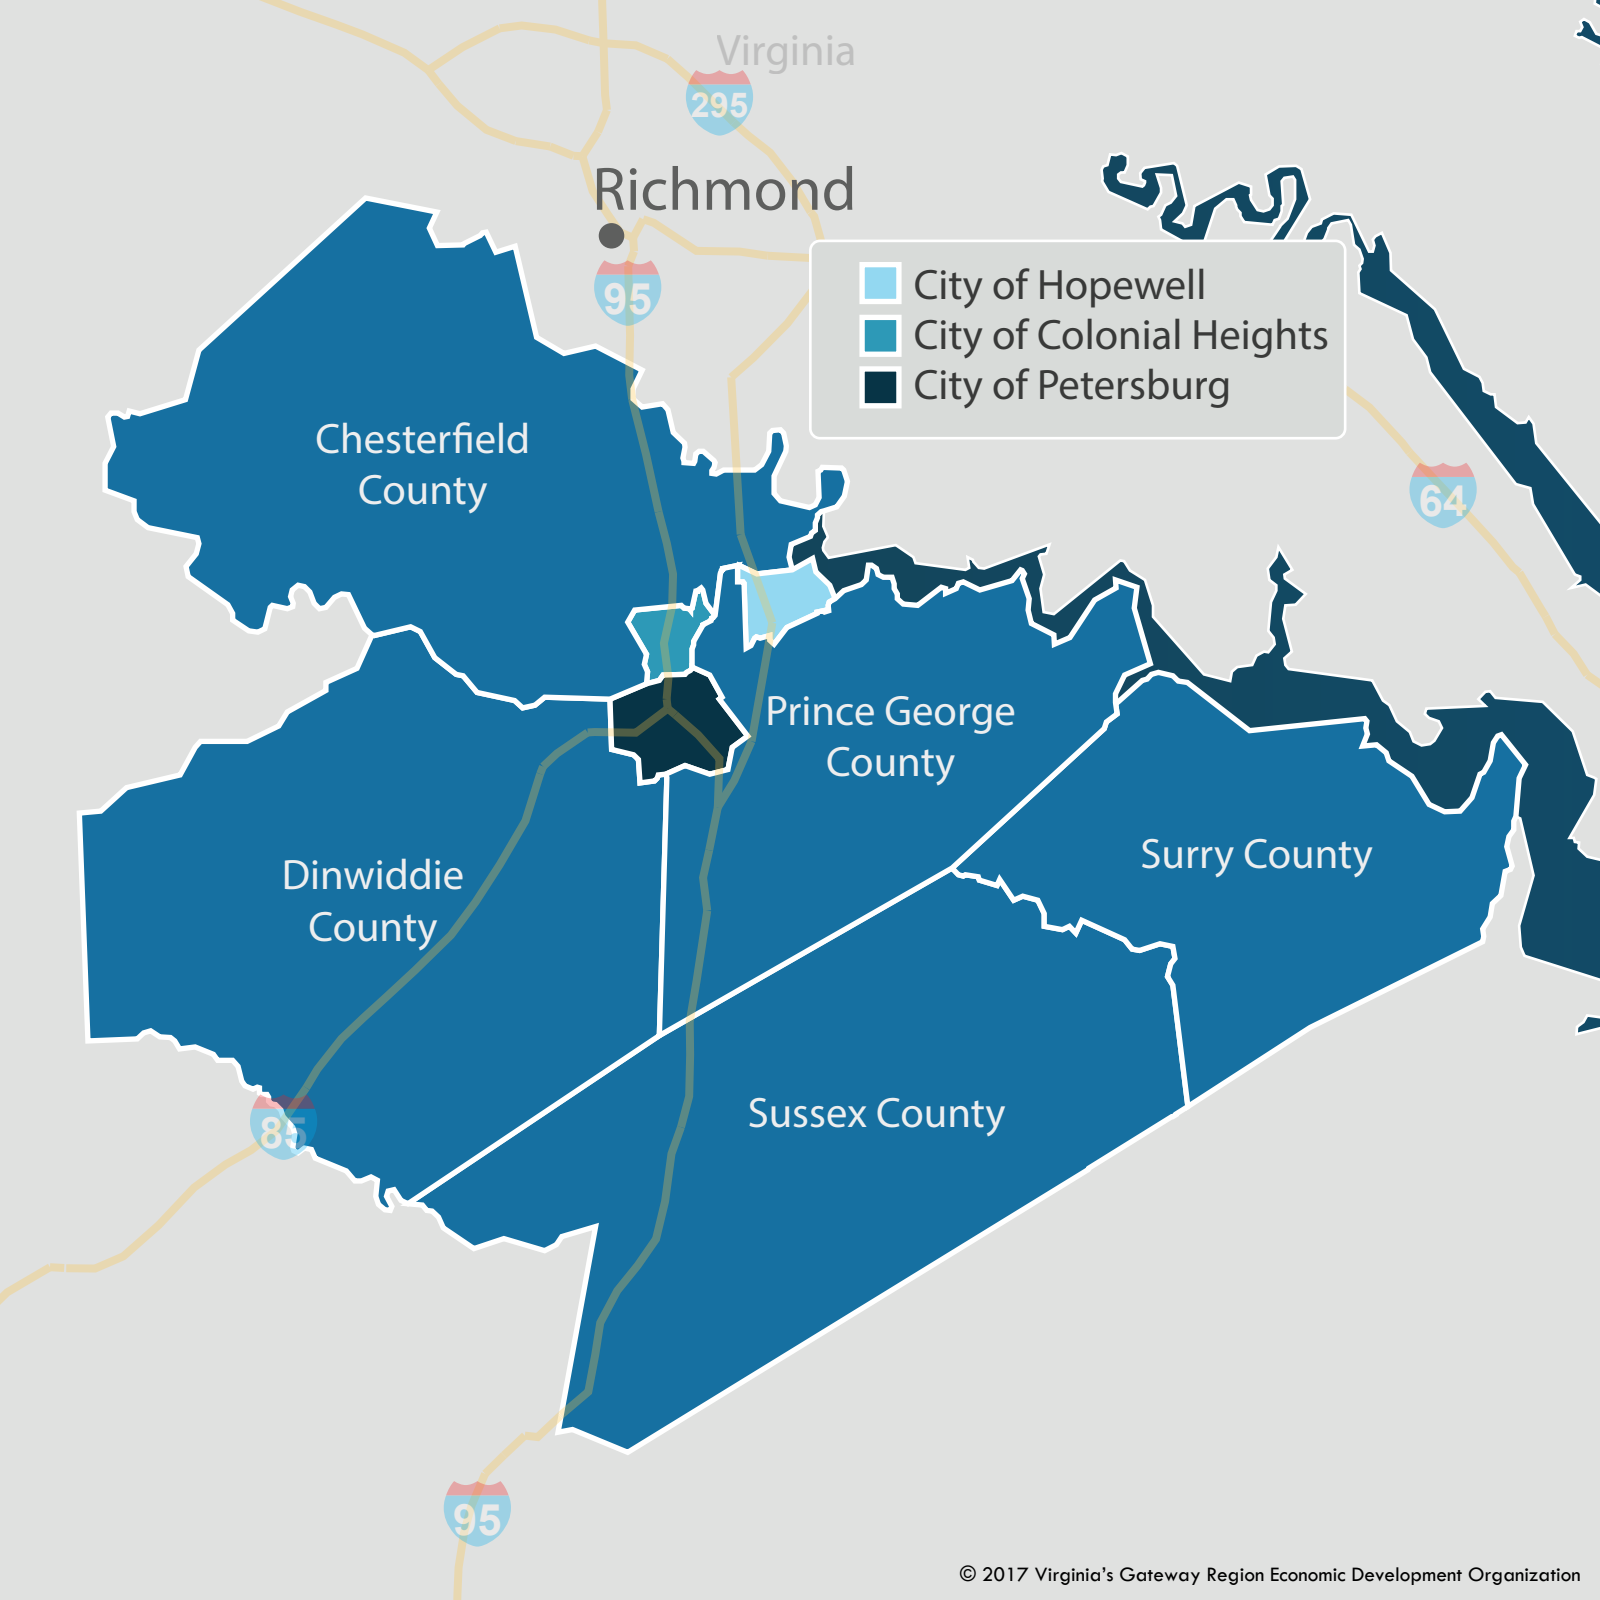 Virginia
295
Richmond
95
City of Hopewell
City of Colonial Heights
City of Petersburg
Chesterfield
County
64
Prince George
County
Surry County
Dinwiddie
County
Sussex County
85
95
© 2017 Virginia's Gateway Region Economic Development Organization